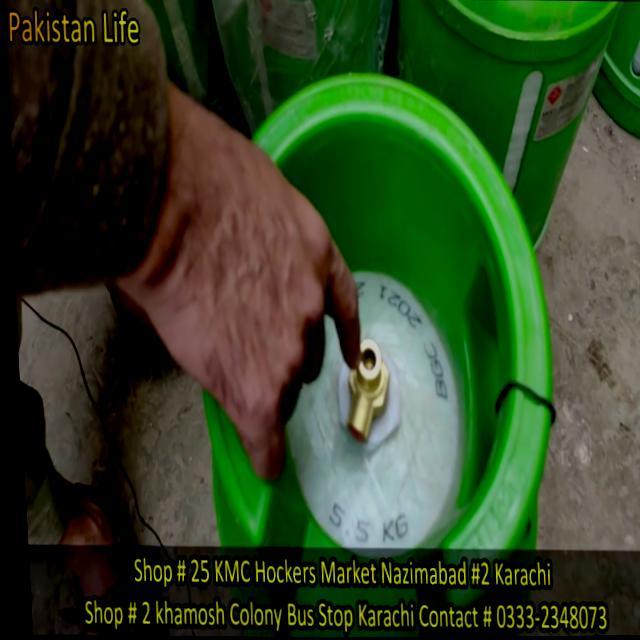 Pakistan Life
BBC 2021
5.5 KG
Shop # 25 KMC Hockers Market Nazimabad #2 Karachi
Shop # 2 khamosh Colony Bus Stop Karachi Contact # 0333-2348073